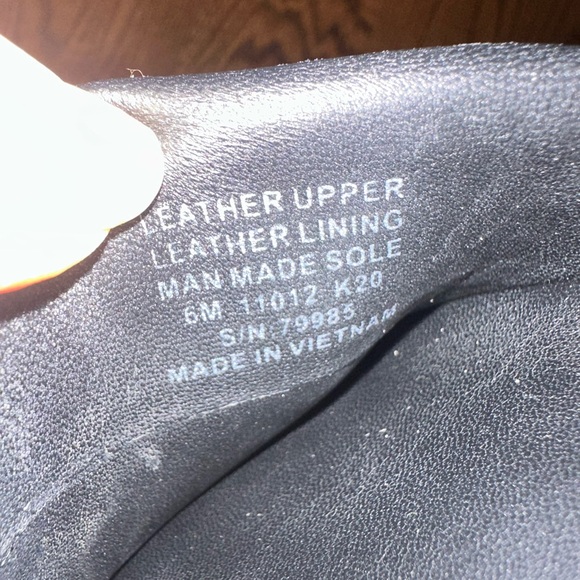 LEATHER UPPER
LEATHER LINING
MAN MADE SOLE
6M 11012 K20
S/N 79985
MADE IN VIETNAM